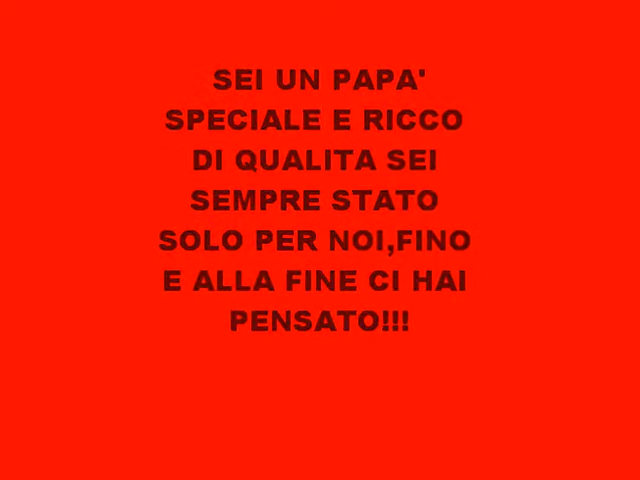 SEI UN PAPA'
SPECIALE E RICCO
DI QUALITA SEI
SEMPRE STATO
SOLO PER NOI,FINO
E ALLA FINE CI HAI
PENSATO!!!